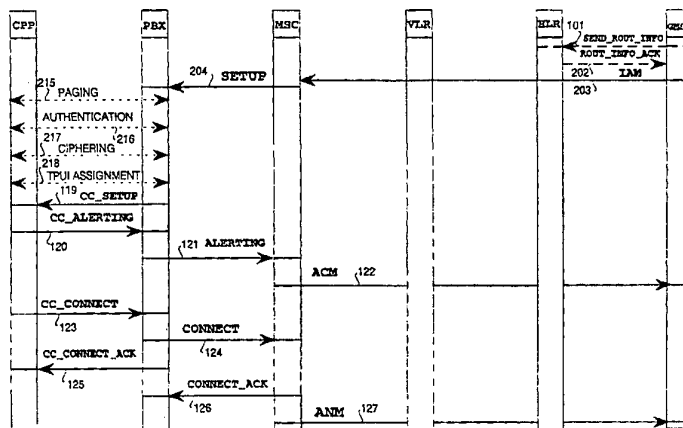 CPP PBX MSC VLR HLR
101 SEND_ROUT_INFO
ROUT_INFO_ACK
204 SETUP
202 IAM
203
215 PAGING
AUTHENTICATION
216
217 CIPHERING
218
TPUI ASSIGNMENT
119 CC_SETUP
CC_ALERTING
120
121 ALERTING
ACM 122
CC_CONNECT
123
CONNECT
124
CC_CONNECT_ACK
125
CONNECT_ACK
126
ANM 127